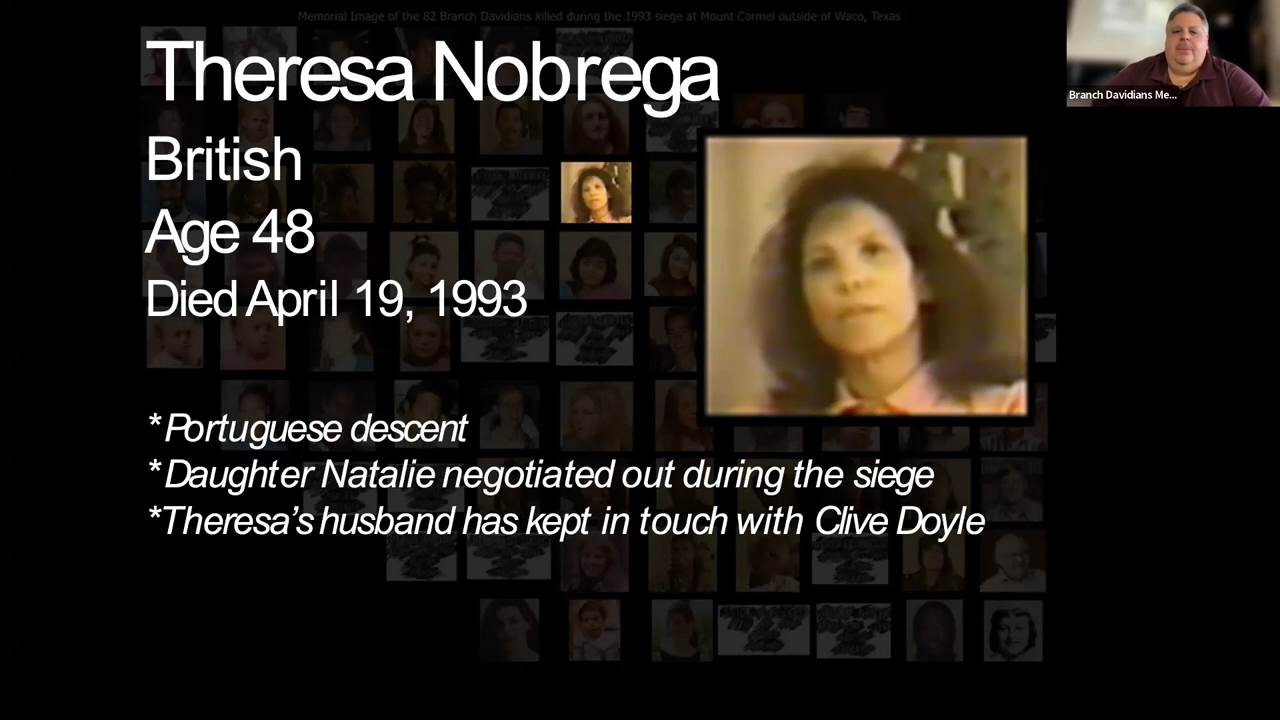 Memorial Image of the 82 Branch Davidians killed during the 1993 siege at Mount Carmel outside of Waco, Texas
Theresa Nobrega
British
Age 48
Died April 19, 1993
*Portuguese descent
*Daughter Natalie negotiated out during the siege
*Theresa’s husband has kept in touch with Clive Doyle
Branch Davidians Me...